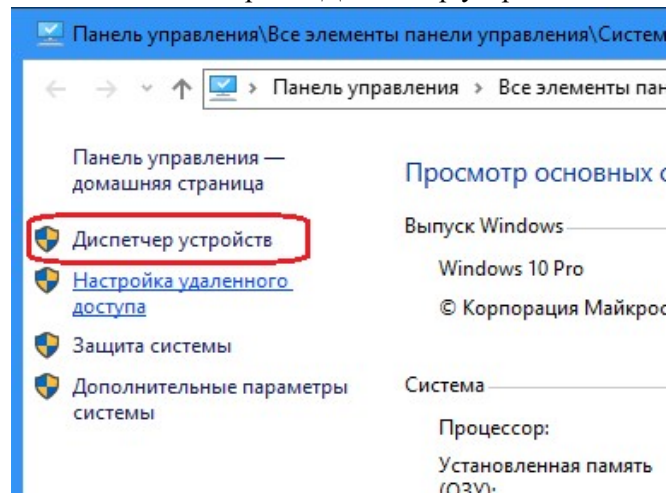 Панель управления\Все элементы панели управления\Систем
Панель управления > Все элементы пан
Панель управления —
домашняя страница
Диспетчер устройств
Настройка удаленного
доступа
Защита системы
Дополнительные параметры
системы
Просмотр основных с
Выпуск Windows
Windows 10 Pro
© Корпорация Майкрос
Система
Процессор:
Установленная память
(ОЗУ):